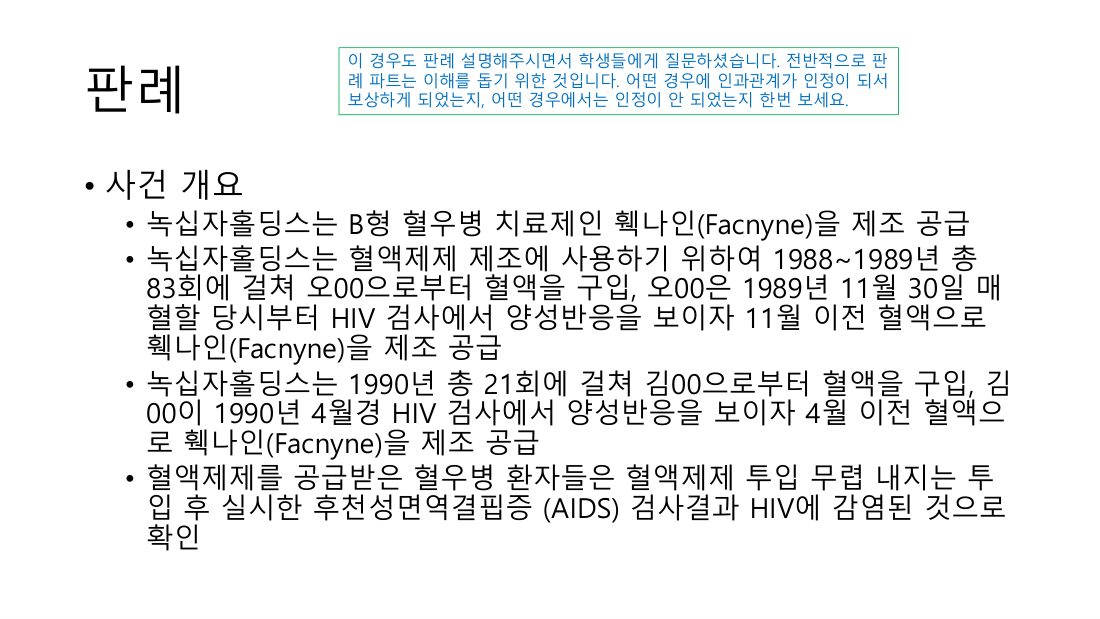 판례
이 경우도 판례 설명해주시면서 학생들에게 질문하셨습니다. 전반적으로 판
례 파트는 이해를 돕기 위한 것입니다. 어떤 경우에 인과관계가 인정이 되서
보상하게 되었는지, 어떤 경우에서는 인정이 안 되었는지 한번 보세요.
• 사건 개요
• 녹십자홀딩스는 B형 혈우병 치료제인 훽나인(Facnyne)을 제조 공급
• 녹십자홀딩스는 혈액제제 제조에 사용하기 위하여 1988~1989년 총
83회에 걸쳐 오00으로부터 혈액을 구입, 오00은 1989년 11월 30일 매
혈할 당시부터 HIV 검사에서 양성반응을 보이자 11월 이전 혈액으로
훽나인(Facnyne)을 제조 공급
• 녹십자홀딩스는 1990년 총 21회에 걸쳐 김00으로부터 혈액을 구입, 김
00이 1990년 4월경 HIV 검사에서 양성반응을 보이자 4월 이전 혈액으
로 훽나인(Facnyne)을 제조 공급
• 혈액제제를 공급받은 혈우병 환자들은 혈액제제 투입 무렵 내지는 투
입 후 실시한 후천성면역결핍증 (AIDS) 검사결과 HIV에 감염된 것으로
확인